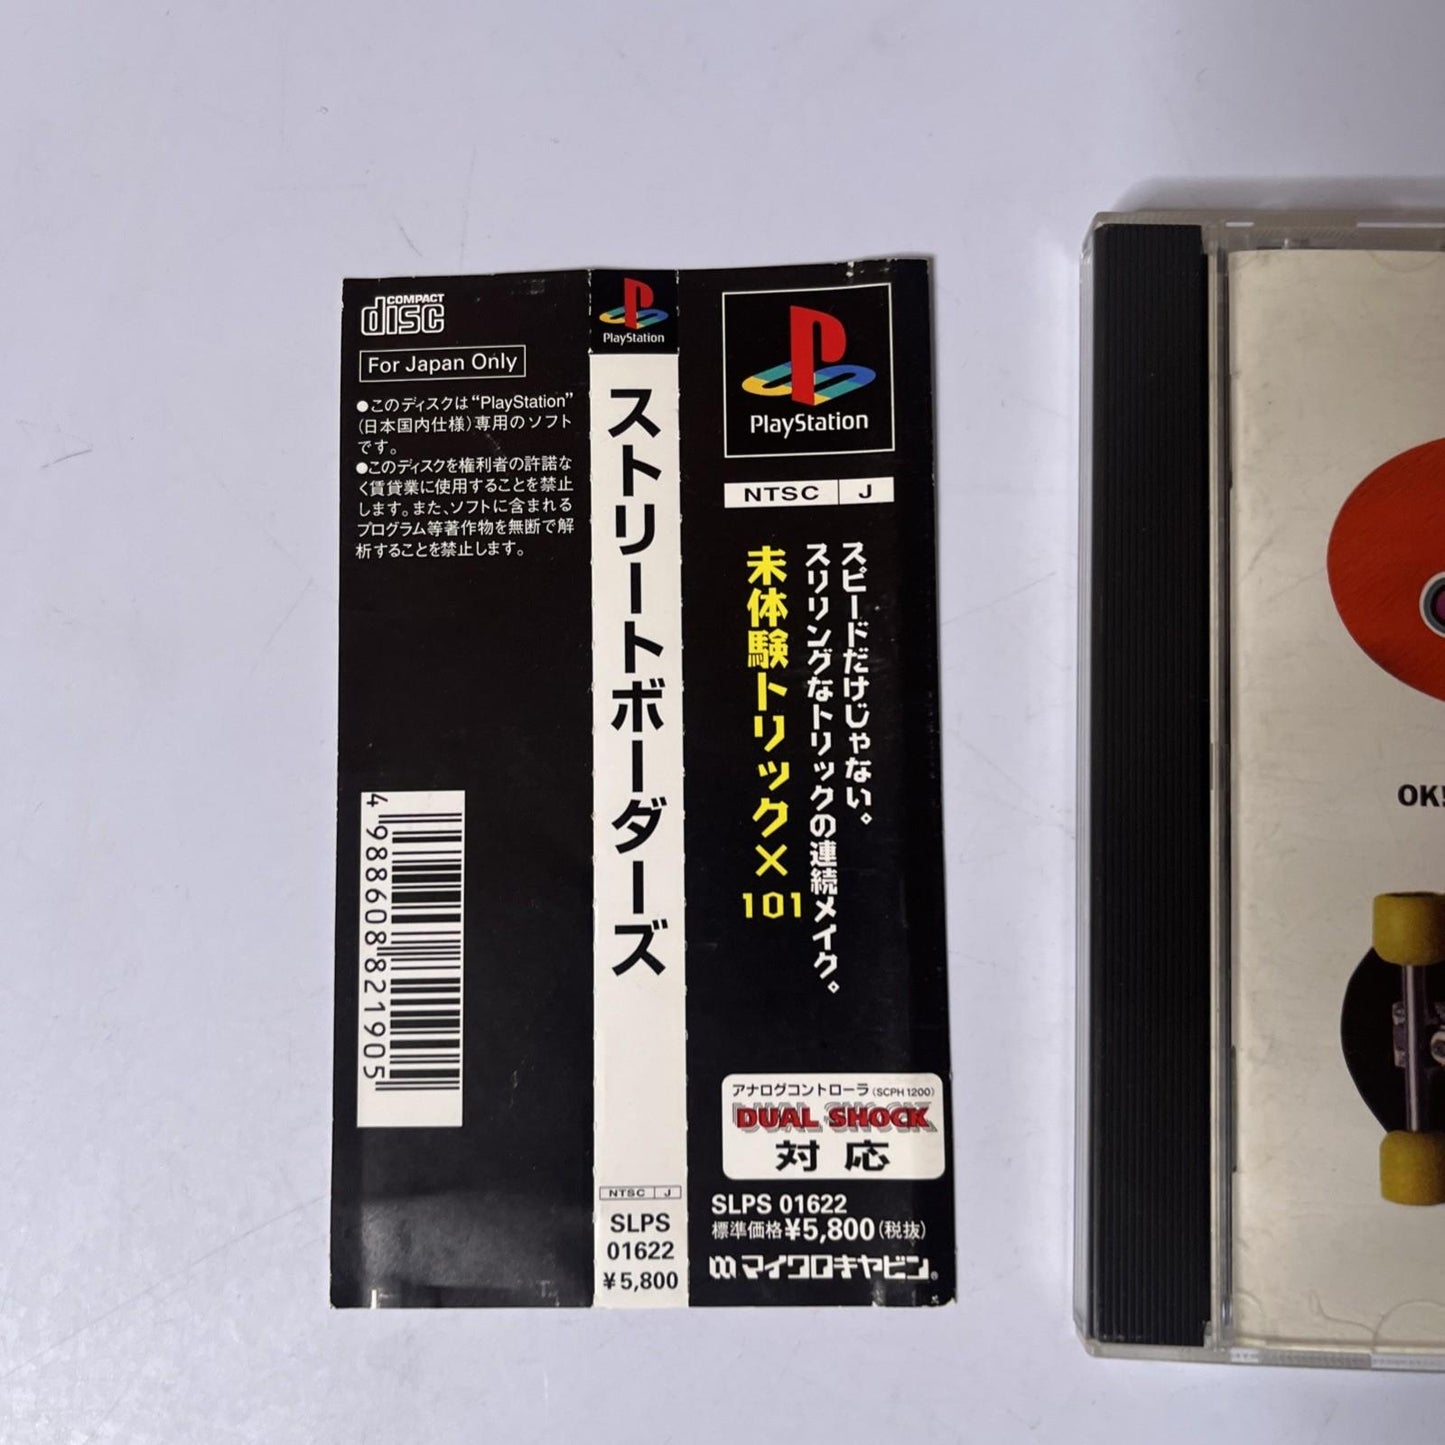 COMPACT
disc
For Japan Only
●このディスクは“PlayStation”
（日本国内仕様）専用のソフト
です。
●このディスクを権利者の許諾な
く賃貸業に使用することを禁止
します。また、ソフトに含まれる
プログラム等著作物を無断で解
析することを禁止します。
4988608821905
PlayStation
ストリートボーダーズ
NTSC J
SLPS
01622
¥5,800
PlayStation
NTSC J
スピードだけじゃない。
スリリングなトリックの連続メイク。
未体験トリック×101
アナログコントローラ（SCPH1200）
DUAL SHOCK
対応
SLPS 01622
標準価格¥5,800（税抜）
マイクロキャビン®
OK!